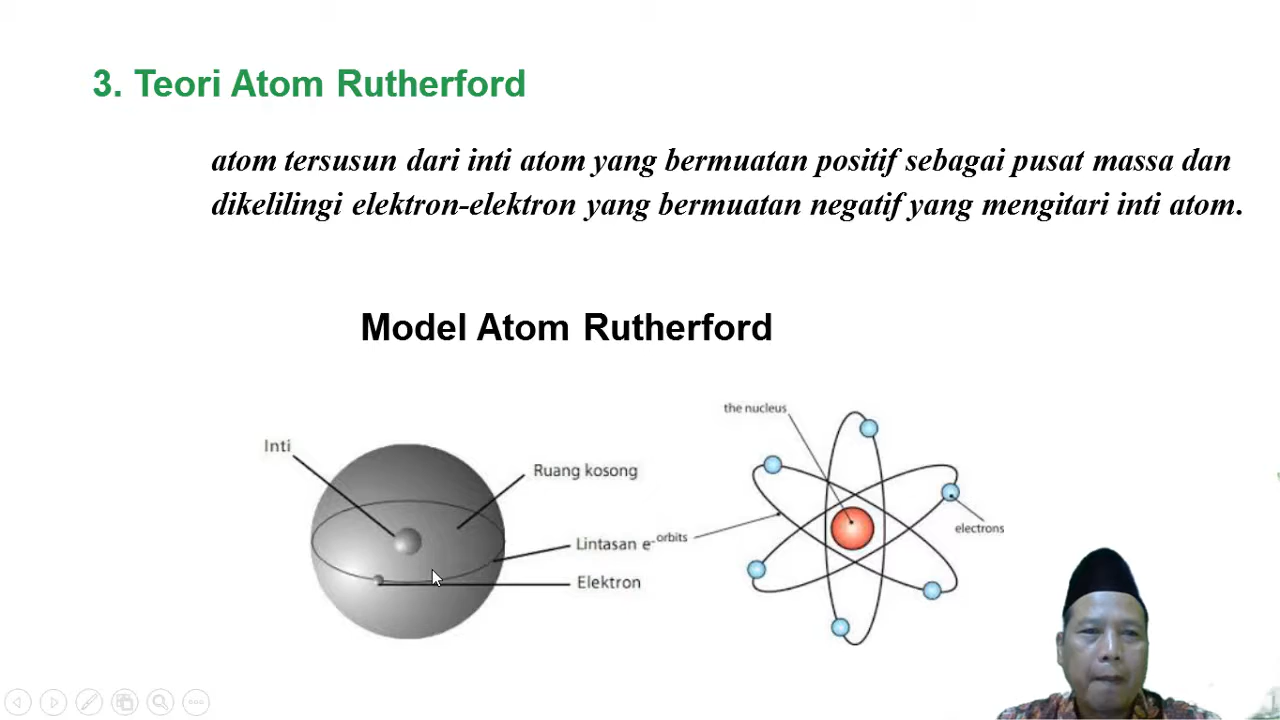 3. Teori Atom Rutherford
atom tersusun dari inti atom yang bermuatan positif sebagai pusat massa dan
dikelilingi elektron-elektron yang bermuatan negatif yang mengitari inti atom.
Model Atom Rutherford
Inti
Ruang kosong
Lintasan e-
Elektron
the nucleus
orbits
electrons